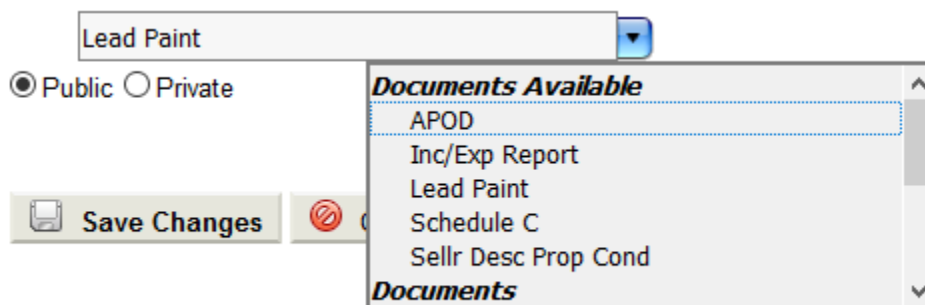 Lead Paint
Public Private
Documents Available
APOD
Inc/Exp Report
Lead Paint
Schedule C
Sellr Desc Prop Cond
Documents
Save Changes